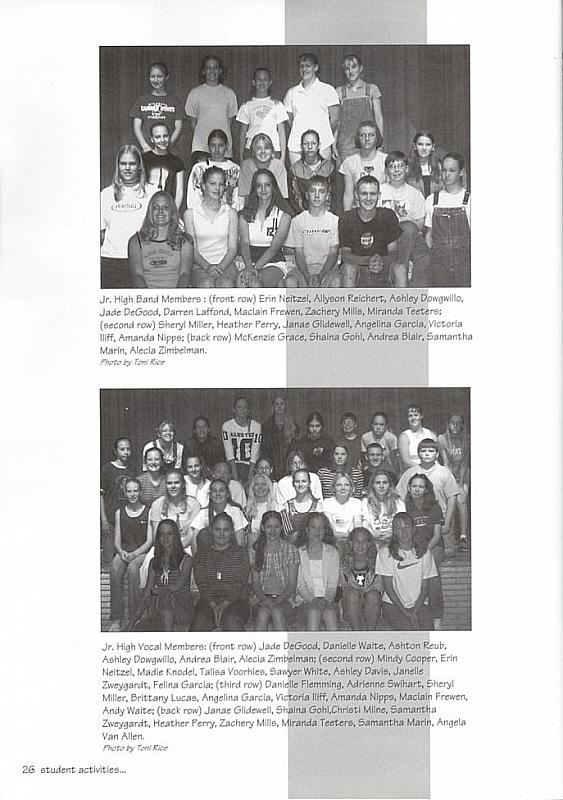 Jr. High Band Members : (front row) Erin Neitzel, Allyson Reichert, Ashley Dowgwillo,
Jade DeGood, Darren Laffond, Maclain Frewen, Zachery Mills, Miranda Teeters;
(second row) Sheryl Miller, Heather Perry, Janae Glidewell, Angelina Garcia, Victoria
Iliff, Amanda Nipps; (back row) McKenzie Grace, Shaina Gohl, Andrea Blair, Samantha
Marin, Alecia Zimbelman.
Photo by Toni Rice
Jr. High Vocal Members: (front row) Jade DeGood, Danielle Waite, Ashton Reub,
Ashley Dowgwillo, Andrea Blair, Alecia Zimbelman; (second row) Mindy Cooper, Erin
Neitzel, Madie Knodel, Talisa Voorhies, Sawyer White, Ashley Davis, Janelle
Zweygardt, Felina Garcia; (third row) Danielle Flemming, Adrienne Swihart, Sheryl
Miller, Brittany Lucas, Angelina Garcia, Victoria Iliff, Amanda Nipps, Maclain Frewen,
Andy Waite; (back row) Janae Glidewell, Shaina Gohl,Christi Milne, Samantha
Zweygardt, Heather Perry, Zachery Mills, Miranda Teeters, Samantha Marin, Angela
Van Allen.
Photo by Toni Rice
26 student activities...